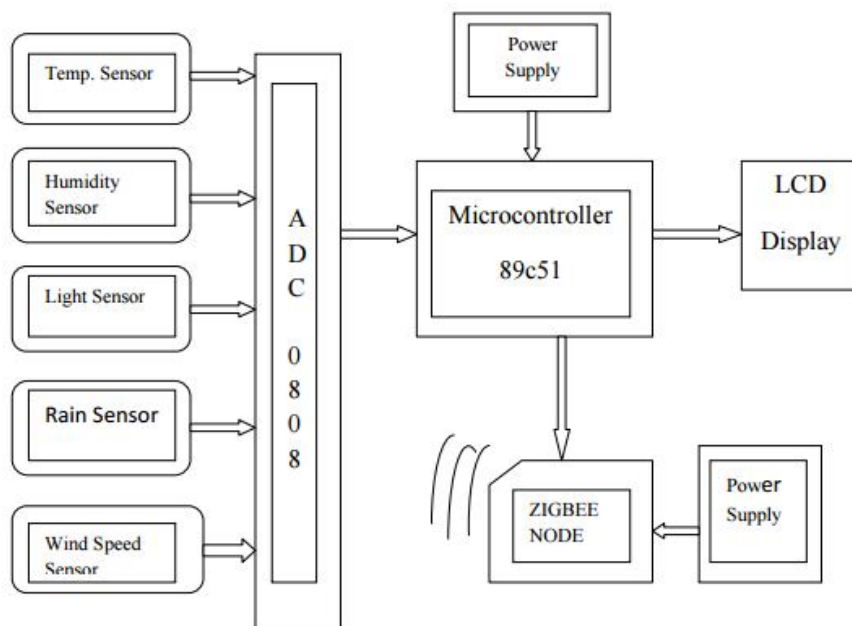 Temp. Sensor
Humidity
Sensor
Light Sensor
Rain Sensor
Wind Speed
Sensor
A
D
C
0
8
0
8
Power
Supply
Microcontroller
89c51
LCD
Display
ZIGBEE
NODE
Power
Supply